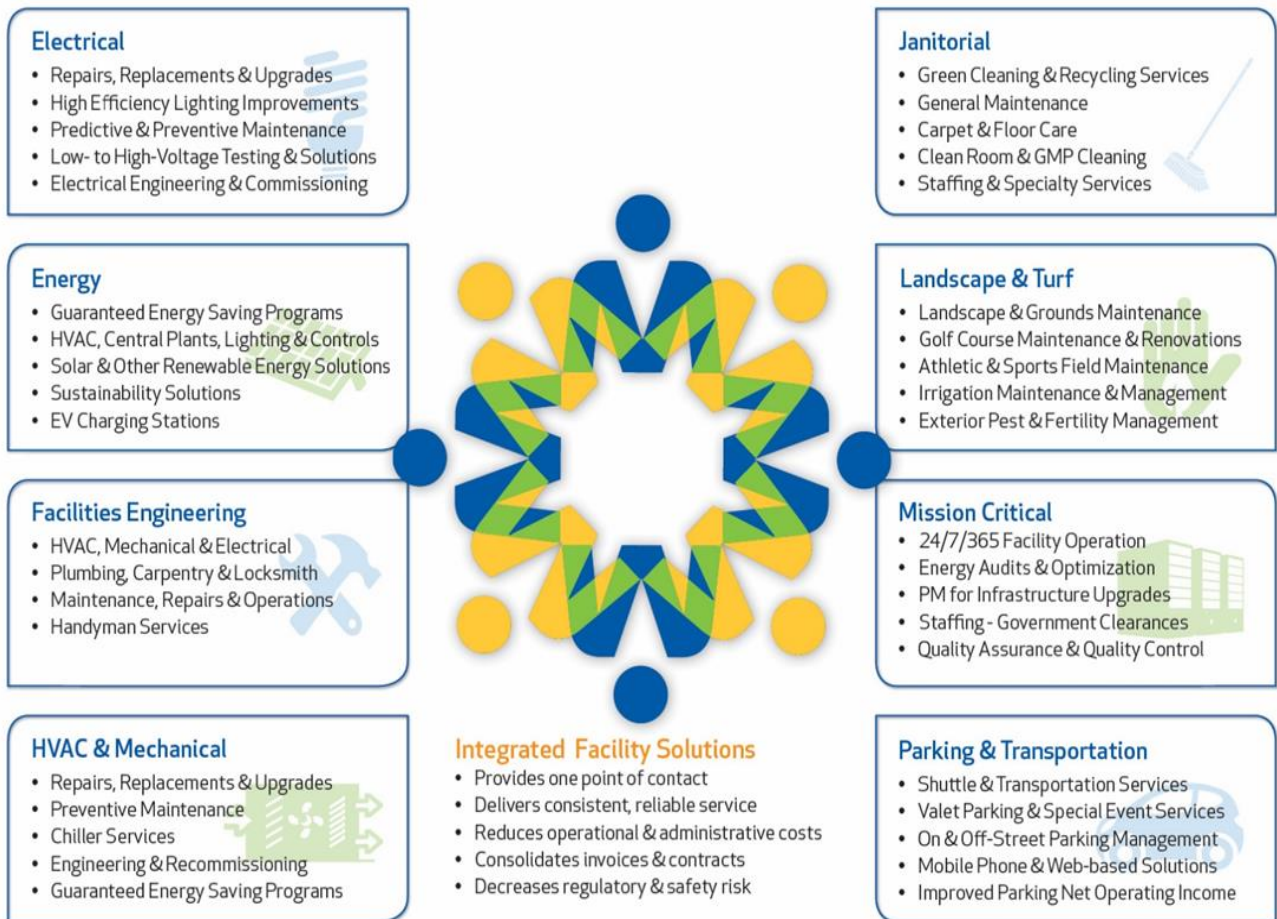 Electrical
• Repairs, Replacements & Upgrades
• High Efficiency Lighting Improvements
• Predictive & Preventive Maintenance
• Low- to High-Voltage Testing & Solutions
• Electrical Engineering & Commissioning
Energy
• Guaranteed Energy Saving Programs
• HVAC, Central Plants, Lighting & Controls
• Solar & Other Renewable Energy Solutions
• Sustainability Solutions
• EV Charging Stations
Facilities Engineering
• HVAC, Mechanical & Electrical
• Plumbing, Carpentry & Locksmith
• Maintenance, Repairs & Operations
• Handyman Services
HVAC & Mechanical
• Repairs, Replacements & Upgrades
• Preventive Maintenance
• Chiller Services
• Engineering & Recommissioning
• Guaranteed Energy Saving Programs
Integrated Facility Solutions
• Provides one point of contact
• Delivers consistent, reliable service
• Reduces operational & administrative costs
• Consolidates invoices & contracts
• Decreases regulatory & safety risk
Janitorial
• Green Cleaning & Recycling Services
• General Maintenance
• Carpet & Floor Care
• Clean Room & GMP Cleaning
• Staffing & Specialty Services
Landscape & Turf
• Landscape & Grounds Maintenance
• Golf Course Maintenance & Renovations
• Athletic & Sports Field Maintenance
• Irrigation Maintenance & Management
• Exterior Pest & Fertility Management
Mission Critical
• 24/7/365 Facility Operation
• Energy Audits & Optimization
• PM for Infrastructure Upgrades
• Staffing - Government Clearances
• Quality Assurance & Quality Control
Parking & Transportation
• Shuttle & Transportation Services
• Valet Parking & Special Event Services
• On & Off-Street Parking Management
• Mobile Phone & Web-based Solutions
• Improved Parking Net Operating Income